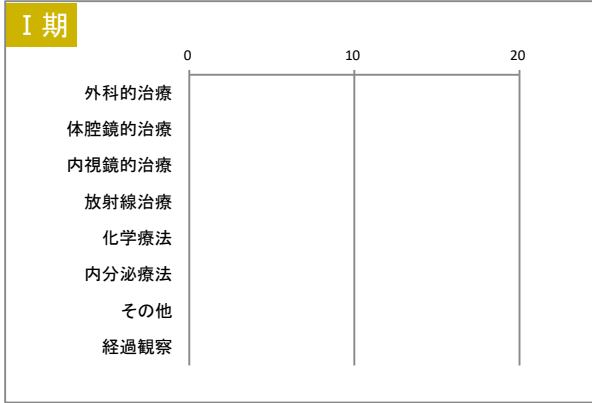 Ⅰ期
0 10 20
外科的治療
体腔鏡的治療
内視鏡的治療
放射線治療
化学療法
内分泌療法
その他
経過観察